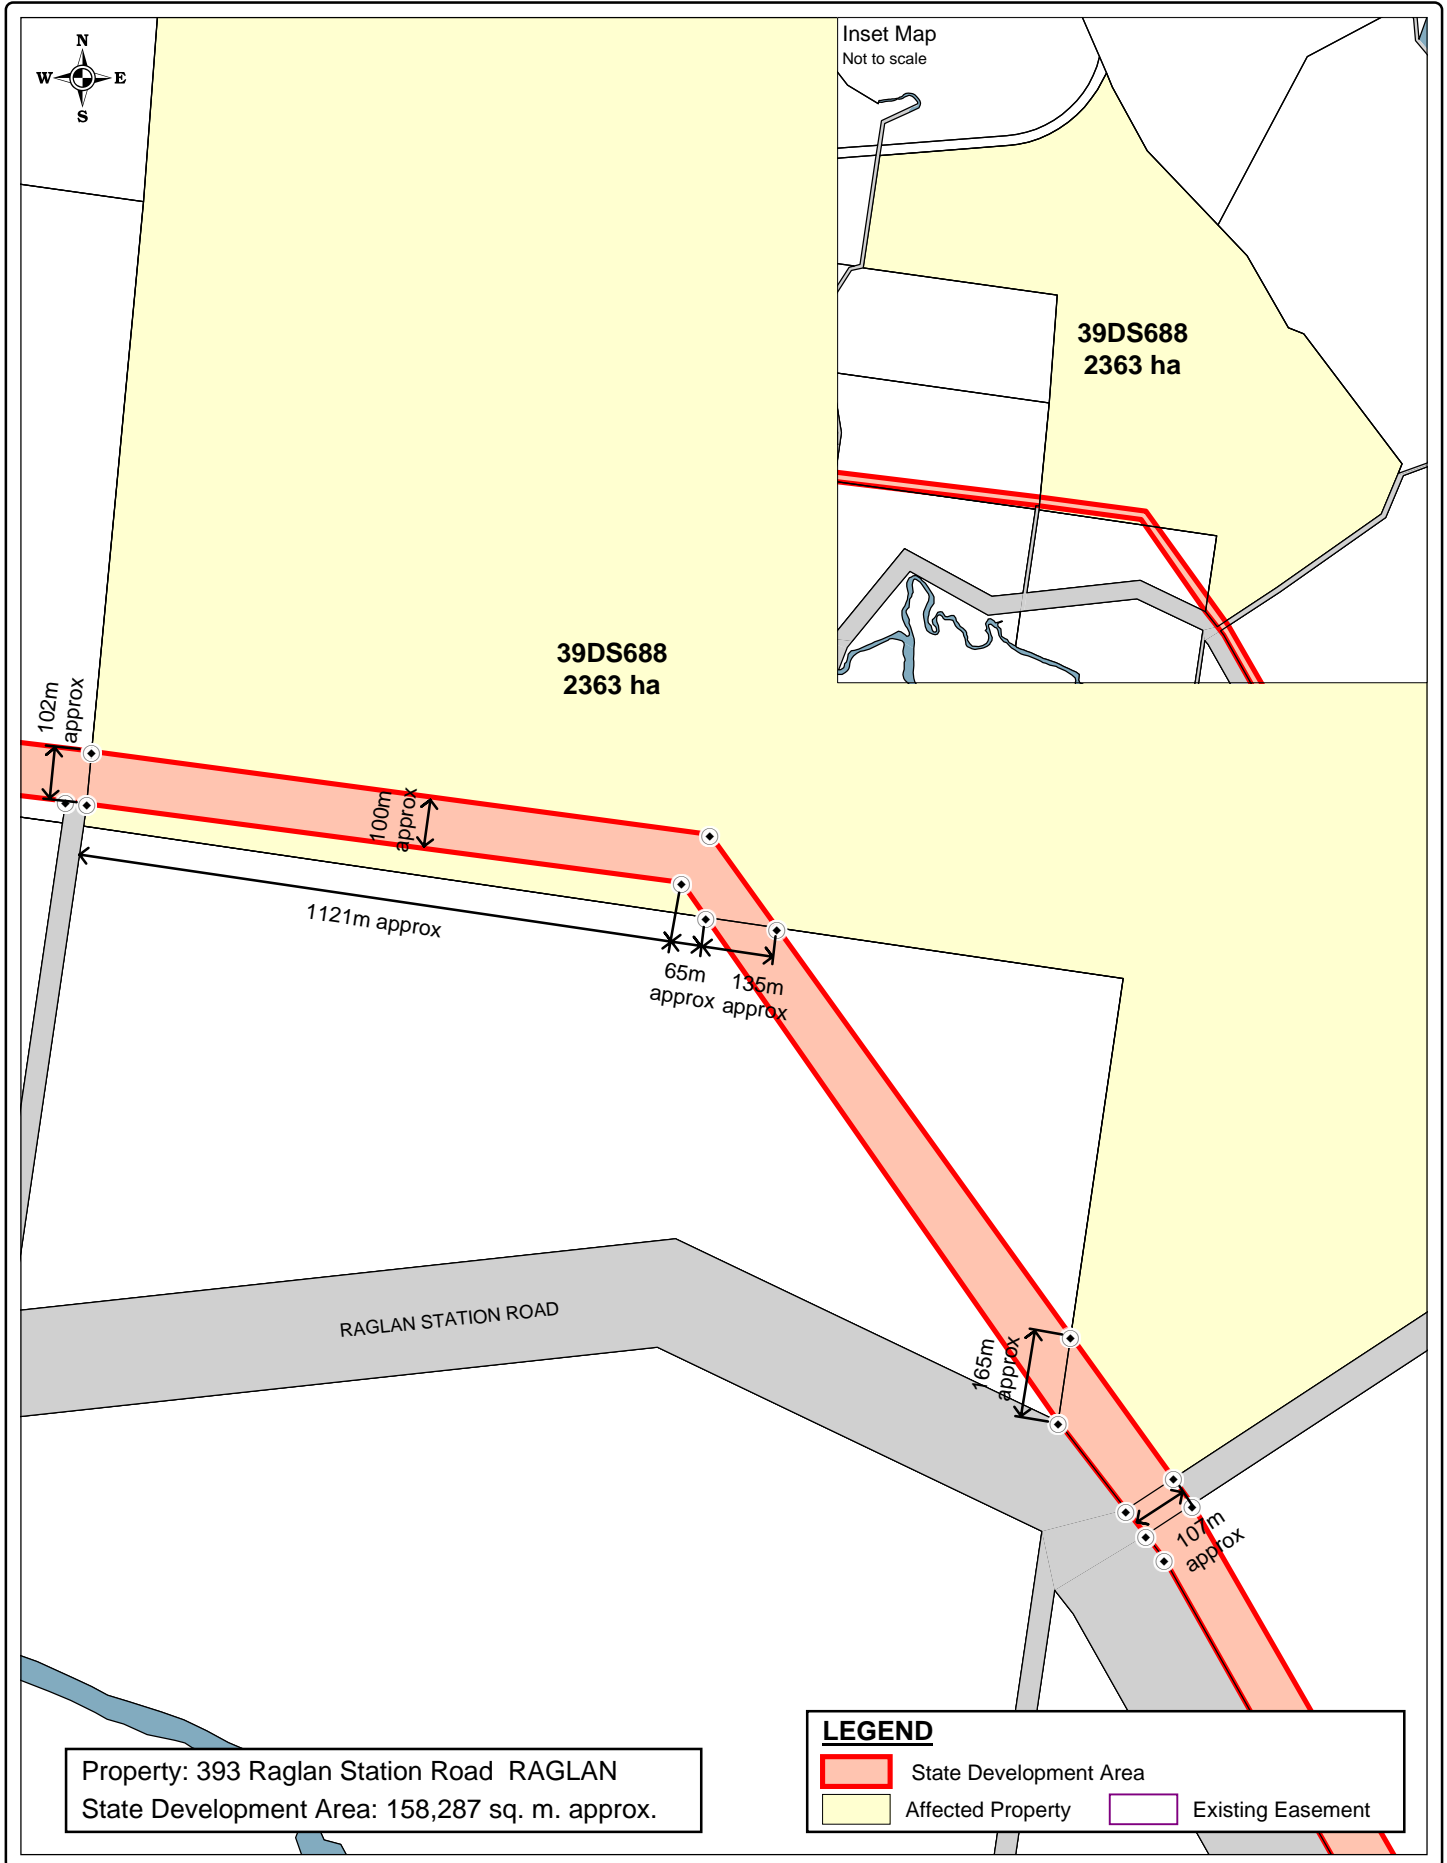 N
W E
S
Inset Map
Not to scale
39DS688
2363 ha
39DS688
2363 ha
102m
approx
100m
approx
1121m approx
65m
approx
135m
approx
RAGLAN STATION ROAD
165m
approx
107m
approx
Property: 393 Raglan Station Road RAGLAN
State Development Area: 158,287 sq. m. approx.
LEGEND
State Development Area
Affected Property
Existing Easement